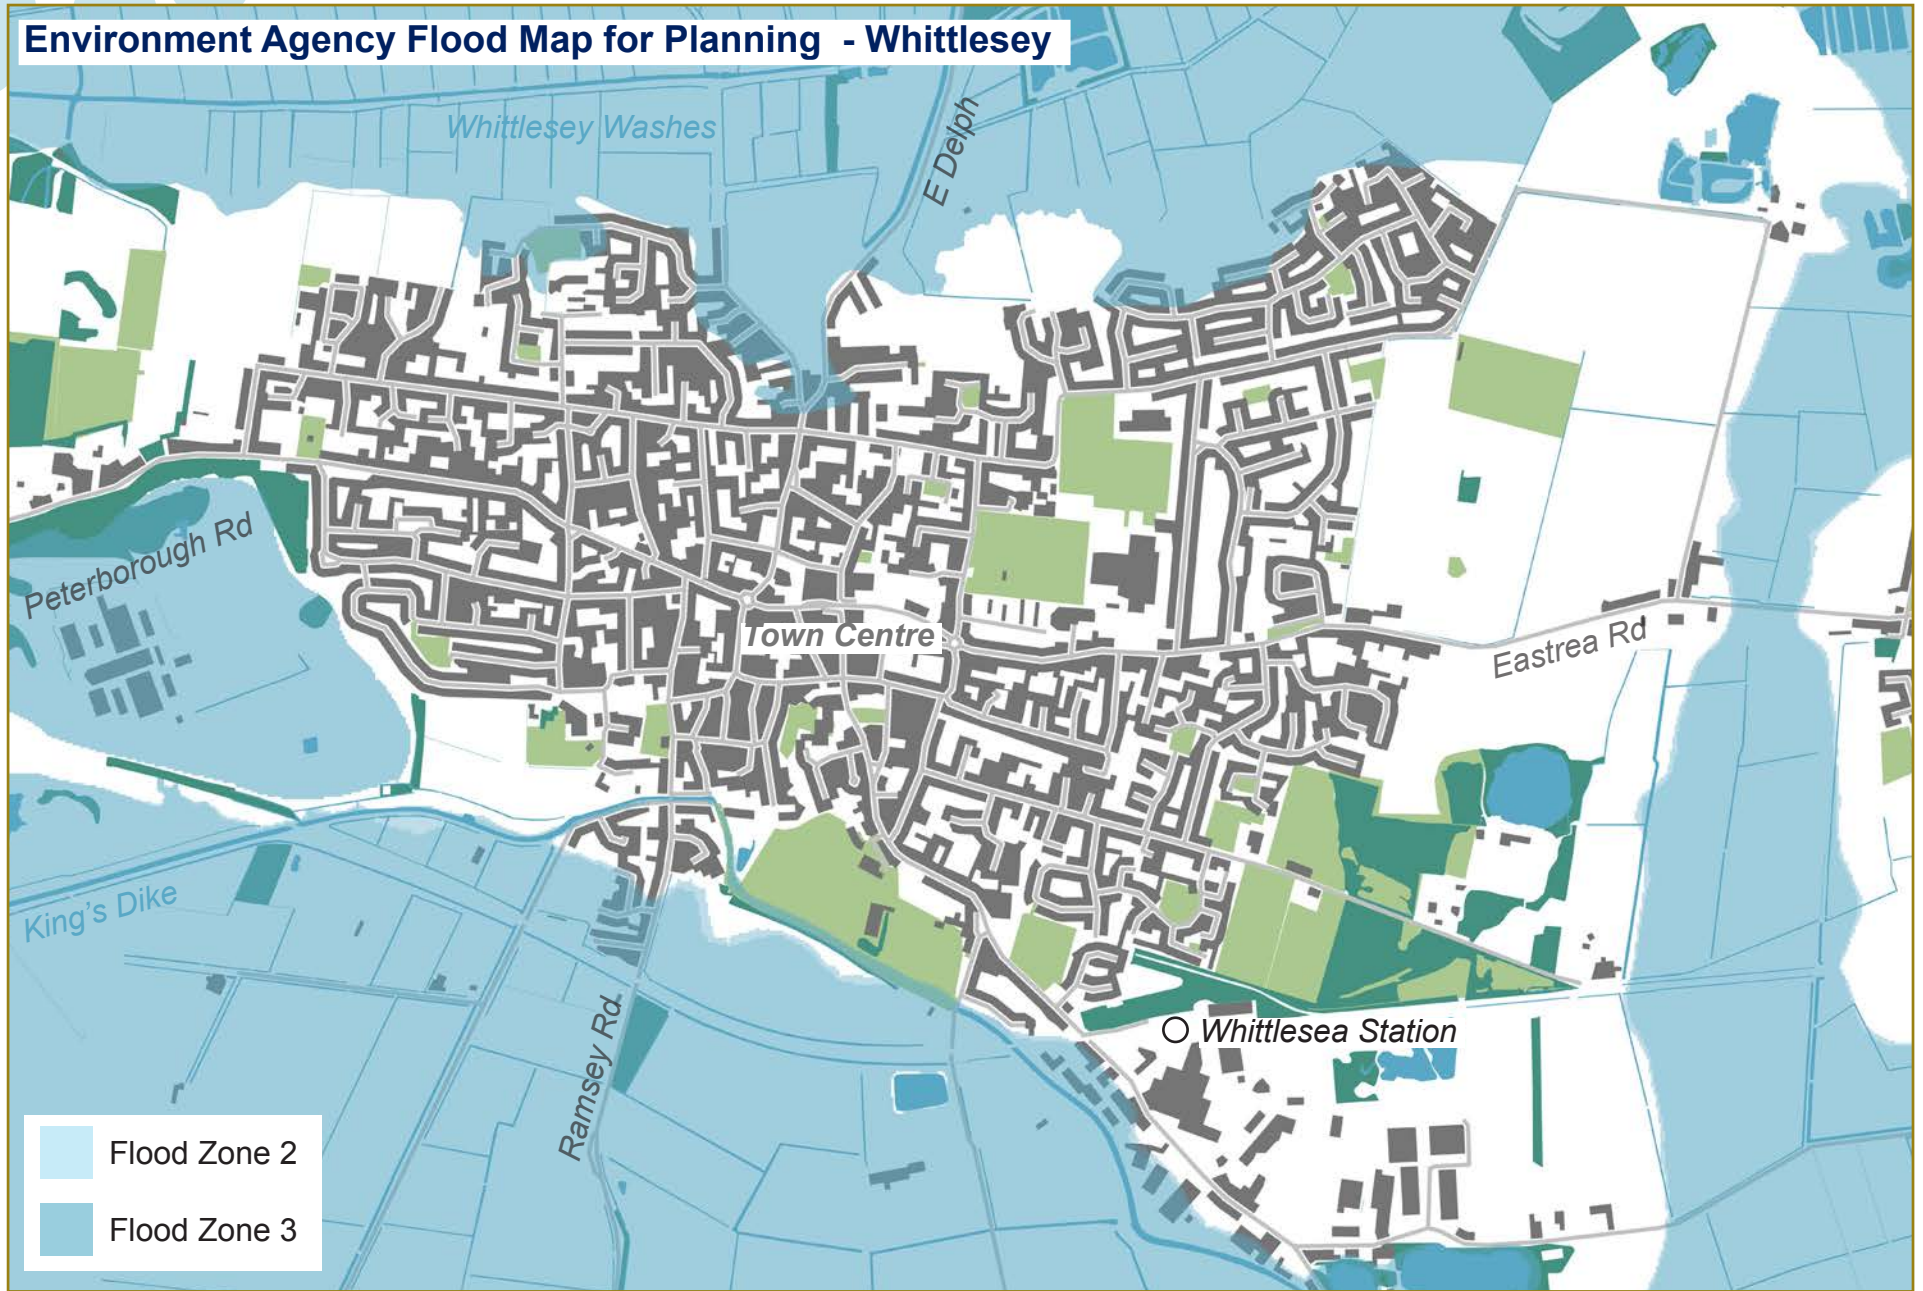 Environment Agency Flood Map for Planning - Whittlesey
Whittlesey Washes
E Delph
Peterborough Rd
Town Centre
Eastrea Rd
King's Dike
Ramsey Rd
Whittlesea Station
Flood Zone 2
Flood Zone 3